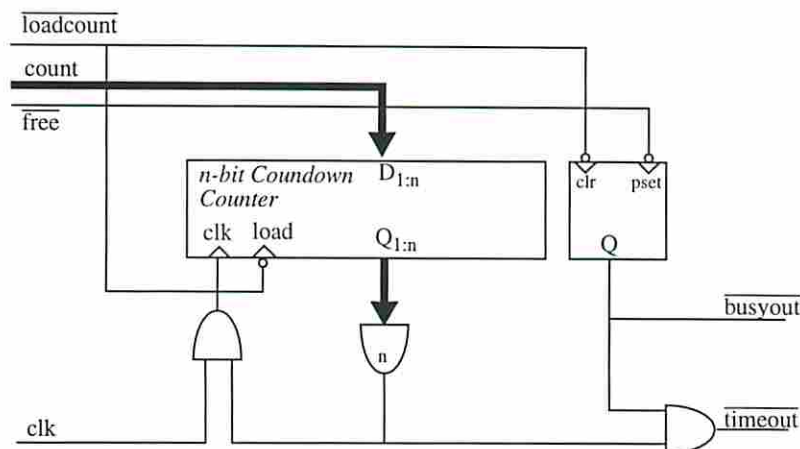 loadcount
count
free
n-bit Coundown
Counter
D1:n
clr
pset
clk
load
Q1:n
Q
busyout
n
clk
timeout